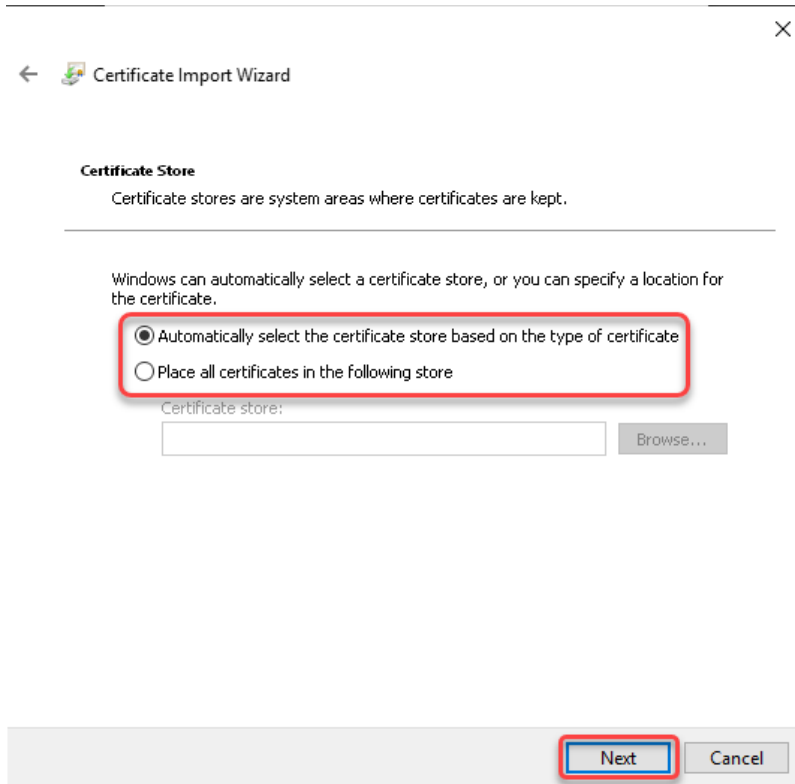 Certificate Import Wizard
Certificate Store
Certificate stores are system areas where certificates are kept.
Windows can automatically select a certificate store, or you can specify a location for
the certificate.
Automatically select the certificate store based on the type of certificate
Place all certificates in the following store
Certificate store:
Browse...
Next
Cancel